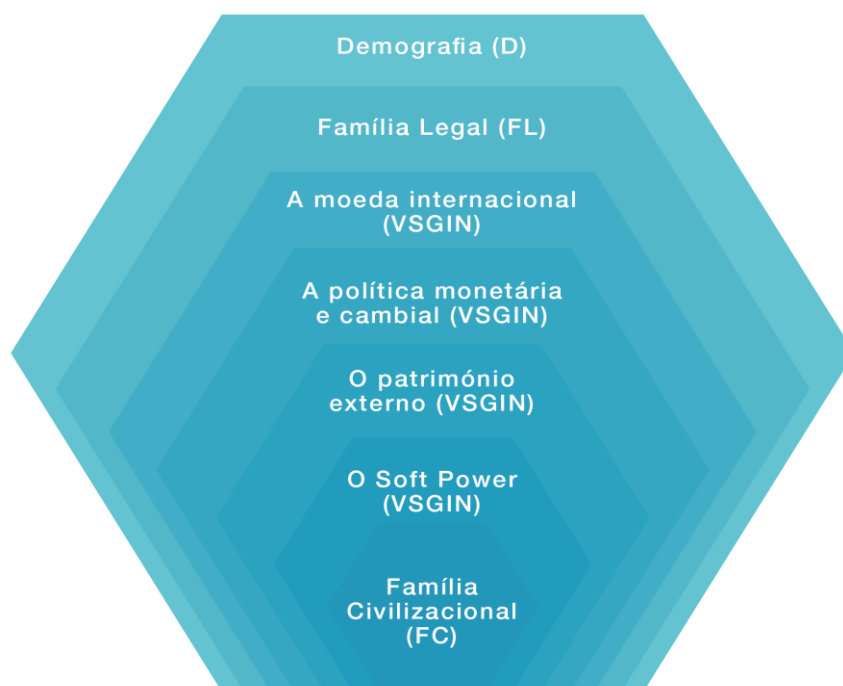 Demografia (D)
Família Legal (FL)
A moeda internacional
(VSGIN)
A política monetária
e cambial (VSGIN)
O património
externo (VSGIN)
O Soft Power
(VSGIN)
Família
Civilizacional
(FC)